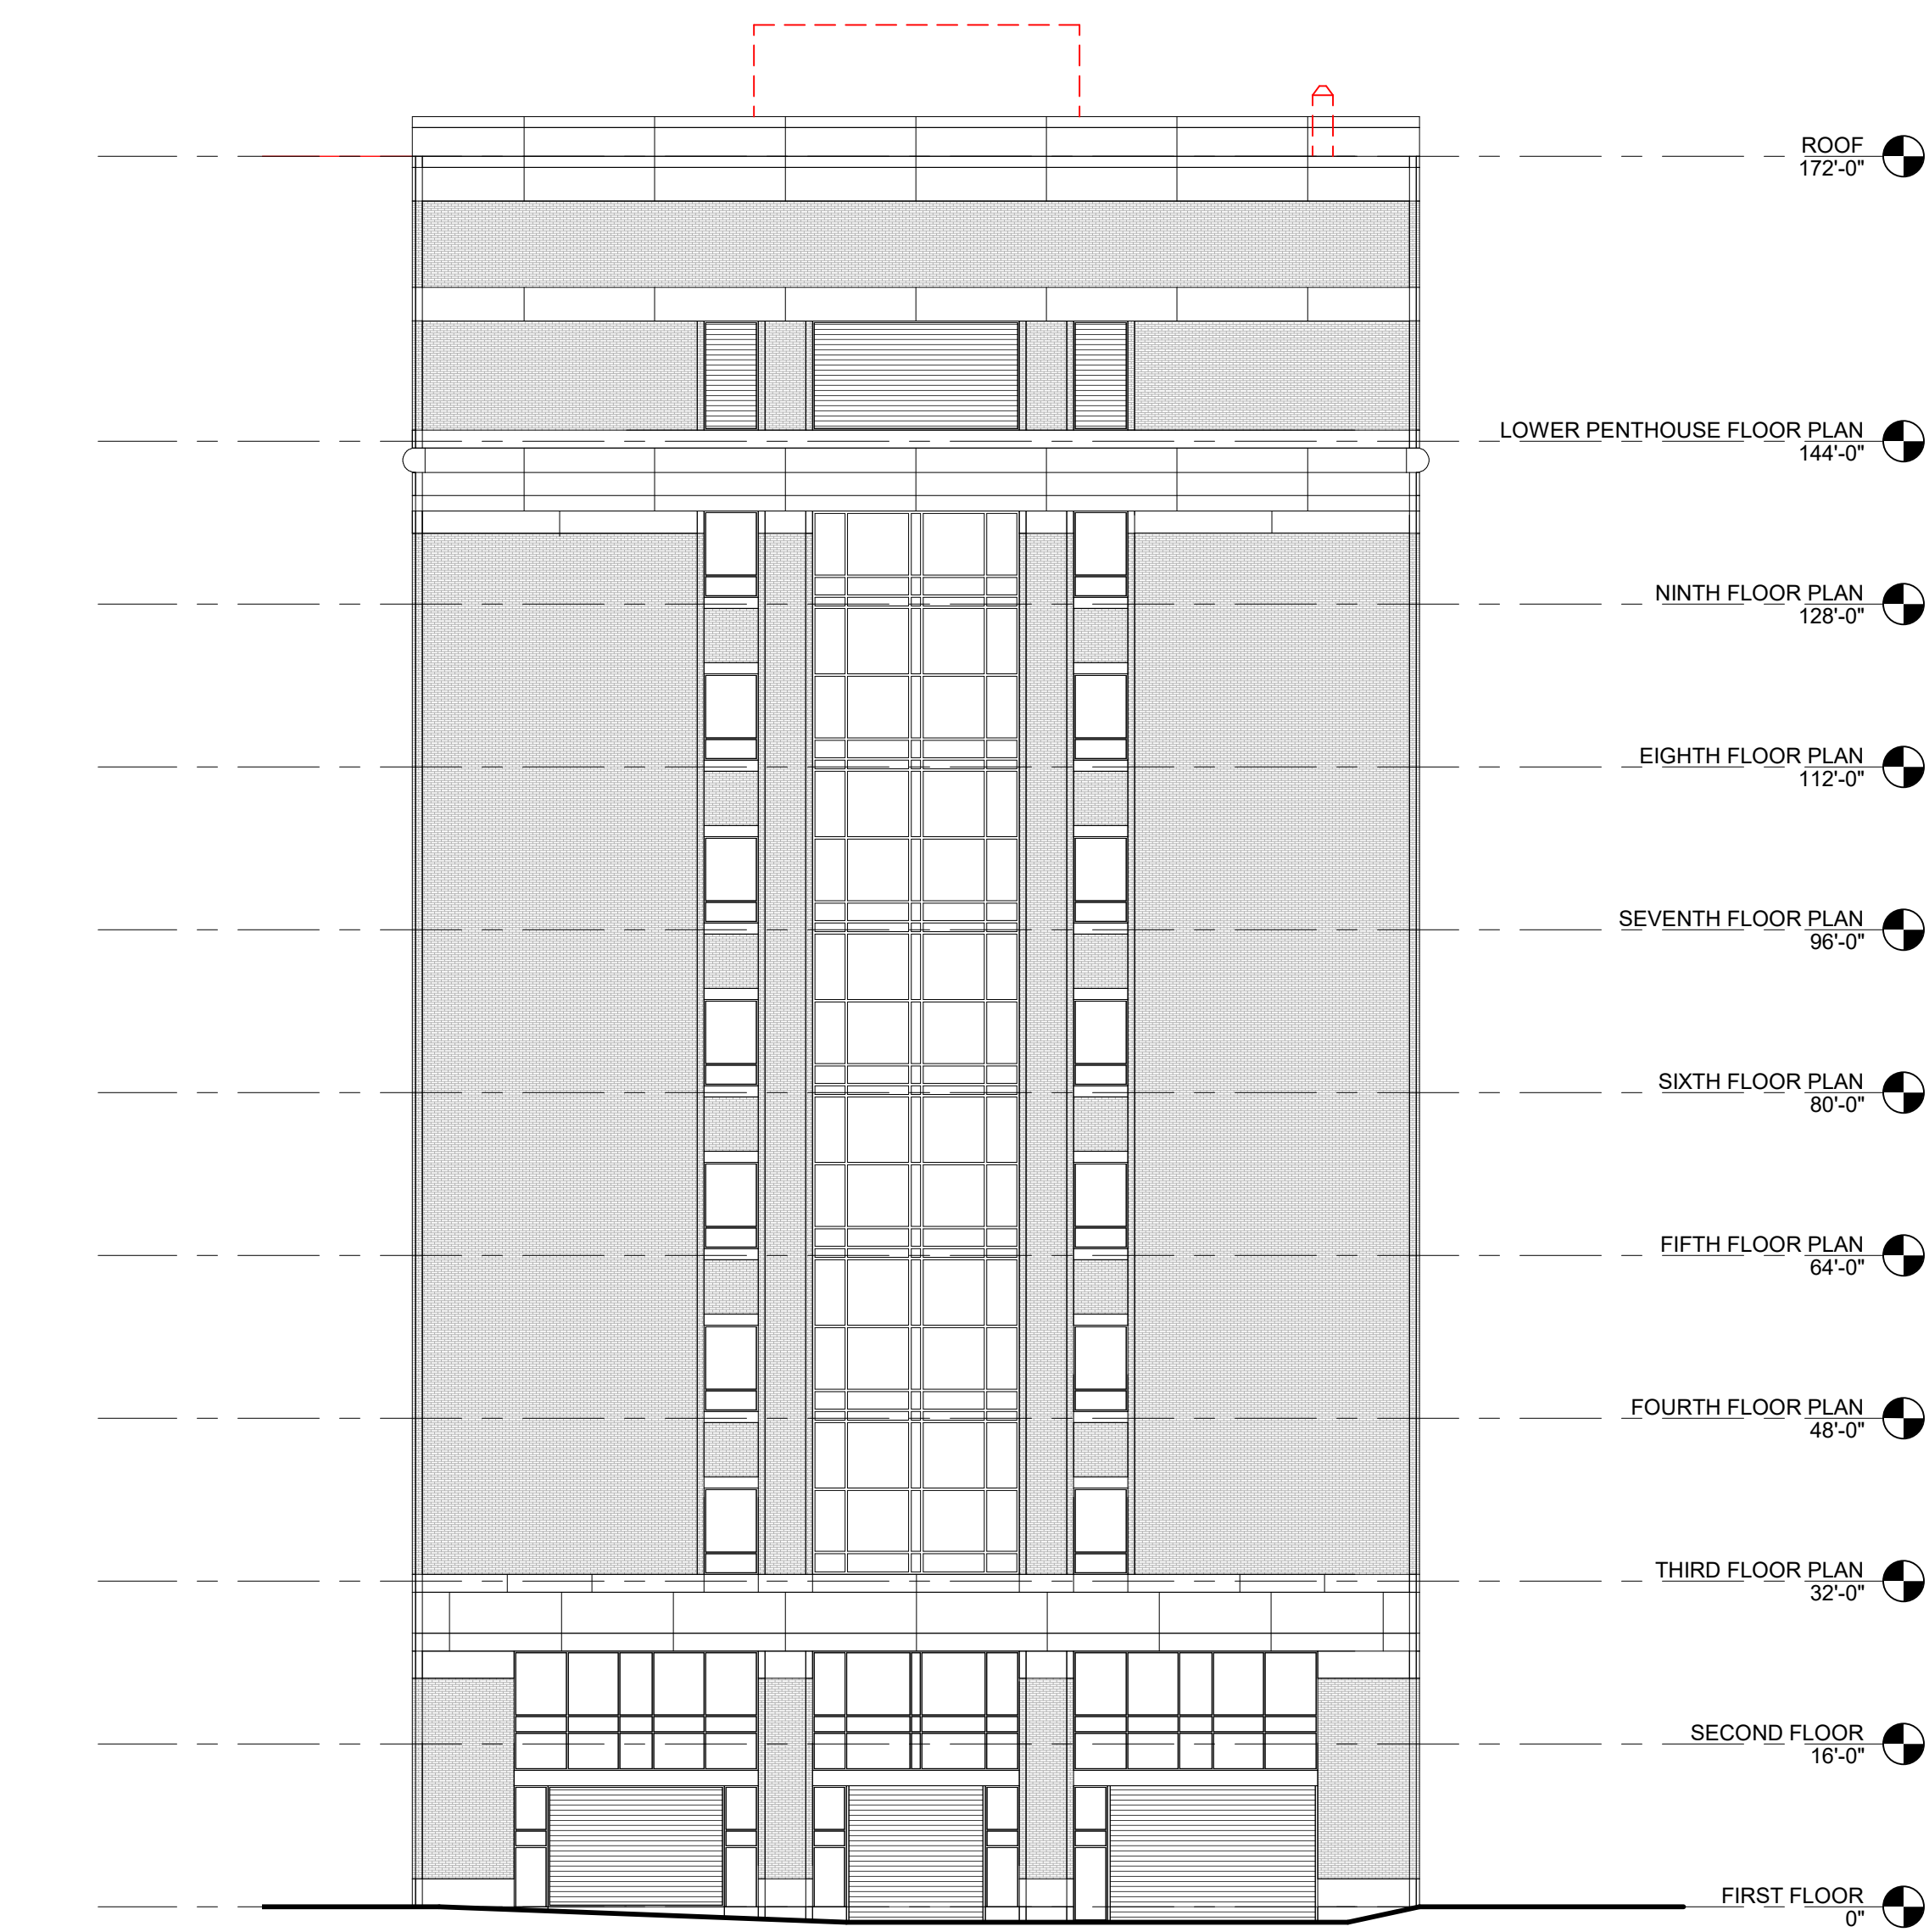 ROOF
172'-0"
LOWER PENTHOUSE FLOOR PLAN
144'-0"
NINTH FLOOR PLAN
128'-0"
EIGHTH FLOOR PLAN
112'-0"
SEVENTH FLOOR PLAN
96'-0"
SIXTH FLOOR PLAN
80'-0"
FIFTH FLOOR PLAN
64'-0"
FOURTH FLOOR PLAN
48'-0"
THIRD FLOOR PLAN
32'-0"
SECOND FLOOR
16'-0"
FIRST FLOOR
0"